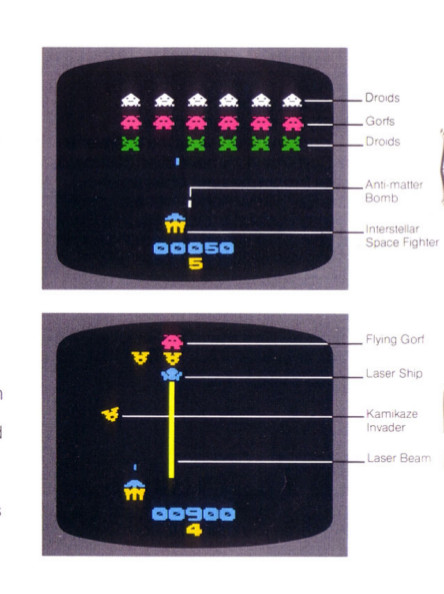 Droids
Gorfs
Droids
Anti-matter
Bomb
Interstellar
Space Fighter
00050
5
Flying Gorf
Laser Ship
Kamikaze
Invader
Laser Beam
00900
4